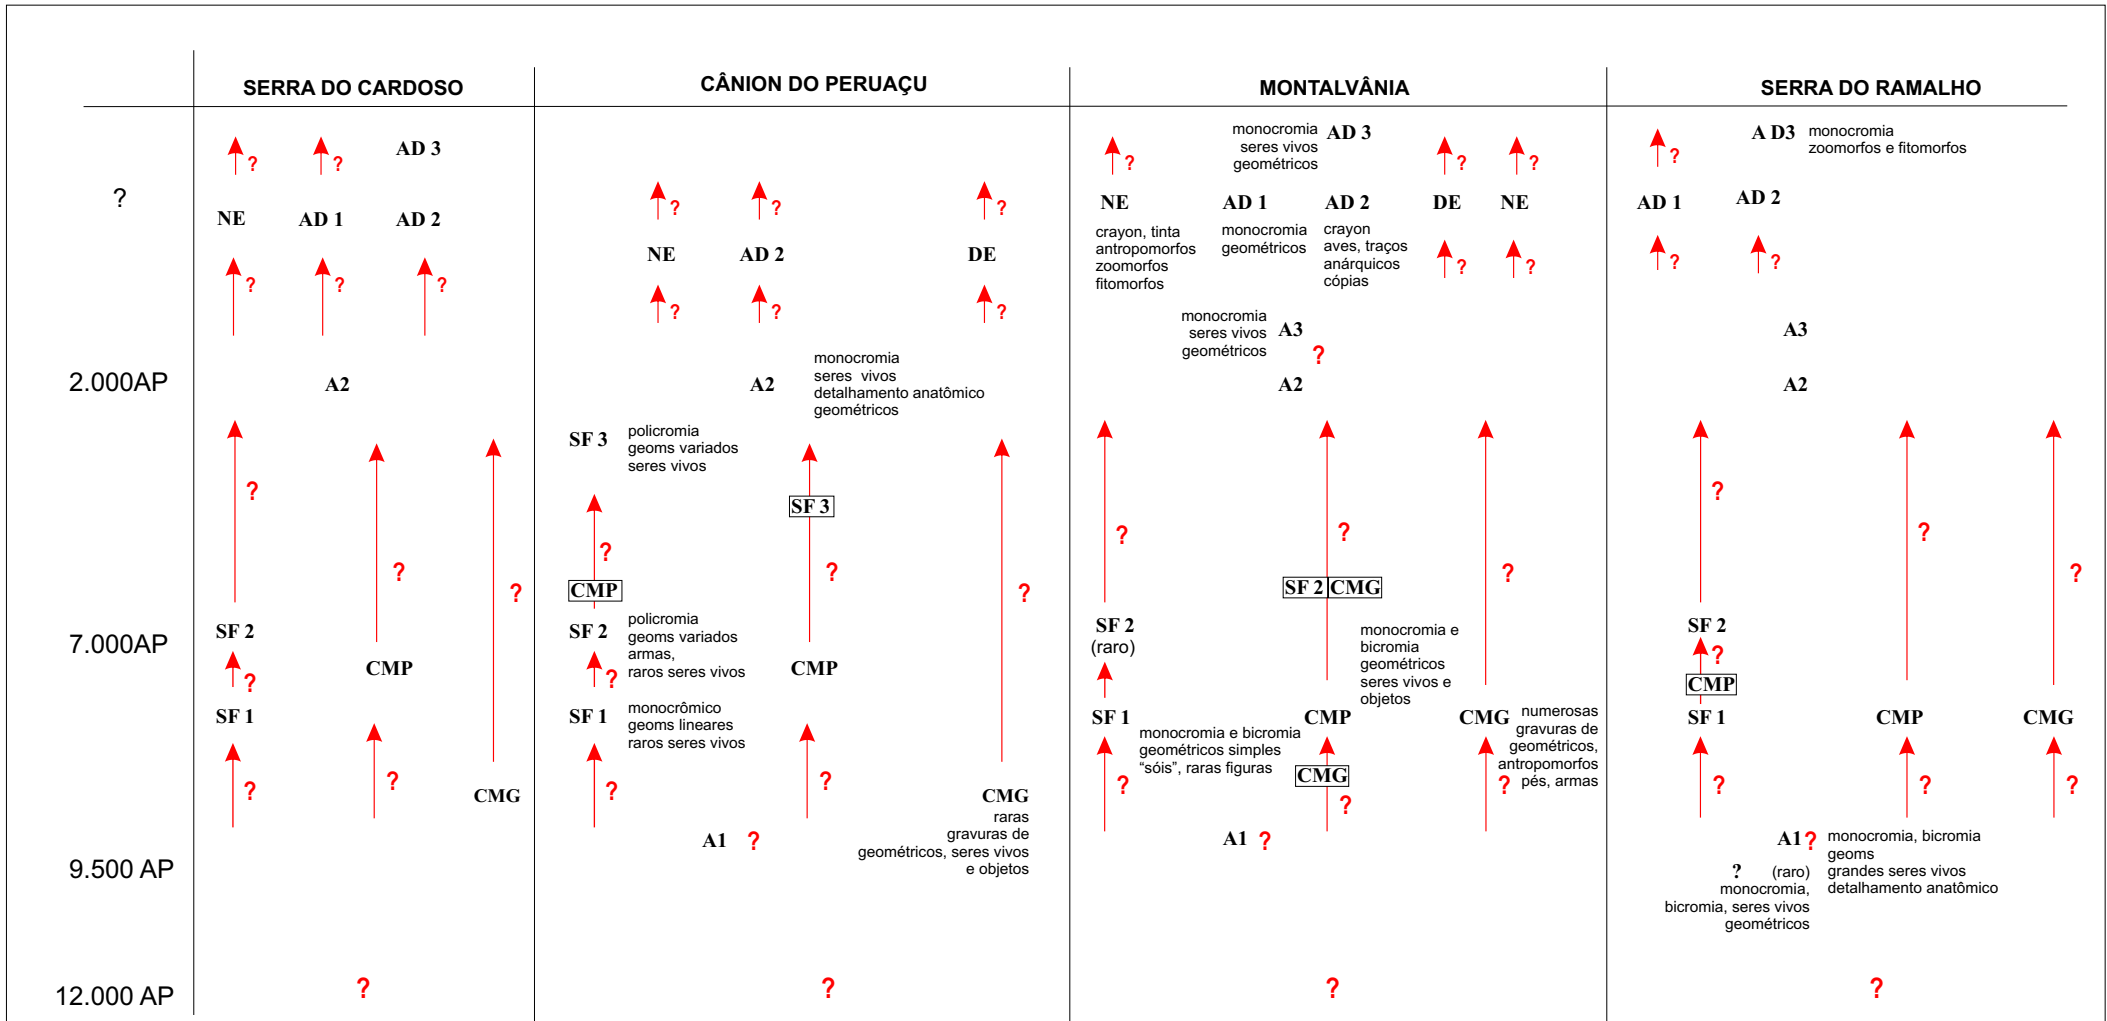 SERRA DO CARDOSO
CÂNION DO PERUAÇU
MONTALVÂNIA
SERRA DO RAMALHO
?
2.000AP
7.000AP
9.500 AP
12.000 AP
AD 3
? ?
NE AD 1 AD 2
? ? ?
A2
?
?
?
SF 2
?
CMP
SF 1
?
?
CMG
?
? ? ?
NE AD 2 DE
? ? ?
A2
monocromia
seres vivos
detalhamento anatômico
geométricos
SF 3
policromia
geoms variados
seres vivos
SF 3
?
CMP
?
?
SF 2
policromia
geoms variados
armas,
raros seres vivos
?
CMP
SF 1
monocrômico
geoms lineares
raros seres vivos
?
?
CMG
raras
gravuras de
geométricos, seres vivos
e objetos
A1 ?
?
monocromia
seres vivos
geométricos
AD 3
? ? ?
NE AD 1 AD 2 DE NE
crayon, tinta
antropomorfos
zoomorfos
fitomorfos
monocromia
geométricos
crayon
aves, traços
anárquicos
cópias
? ?
monocromia
seres vivos
geométricos
A3
?
A2
?
?
?
SF 2 CMG
SF 2
(raro)
monocromia e
bicromia
geométricos
seres vivos e
objetos
SF 1
monocromia e bicromia
geométricos simples
“sóis”, raras figuras
CMP
CMG
numerosas
gravuras de
geométricos,
antropomorfos
pés, armas
?
CMG
?
?
A1 ?
?
A D3
monocromia
zoomorfos e fitomorfos
?
AD 1 AD 2
? ?
A3
A2
?
?
?
SF 2
?
CMP
SF 1 CMP CMG
? ? ?
A1 ?
monocromia, bicromia
geoms
grandes seres vivos
detalhamento anatômico
? (raro)
monocromia,
bicromia, seres vivos
geométricos
?